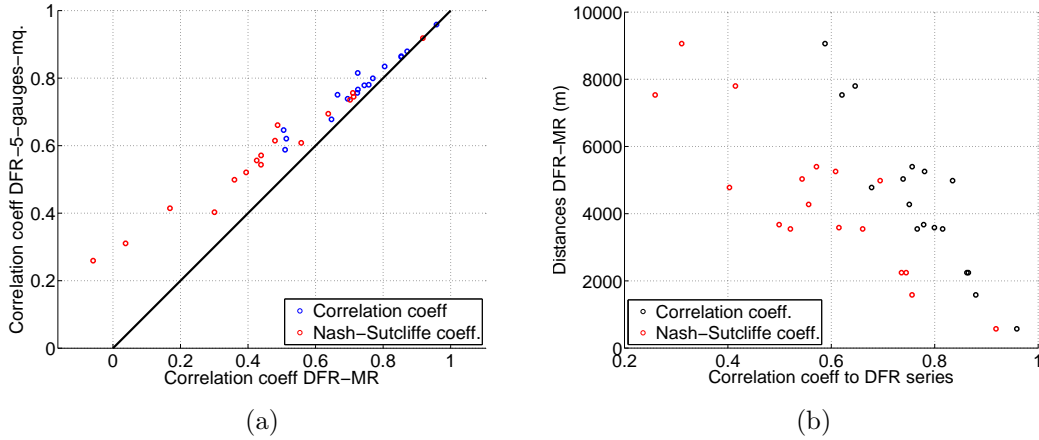 Correlation coeff DFR−5−gauges−mq.
1
0.8
0.6
0.4
0.2
0
0 0.2 0.4 0.6 0.8 1
Correlation coeff DFR−MR
Correlation coeff
Nash−Sutcliffe coeff.
(a)
Distances DFR−MR (m)
10000
8000
6000
4000
2000
0
0.2 0.4 0.6 0.8 1
Correlation coeff to DFR series
Correlation coeff.
Nash−Sutcliffe coeff.
(b)